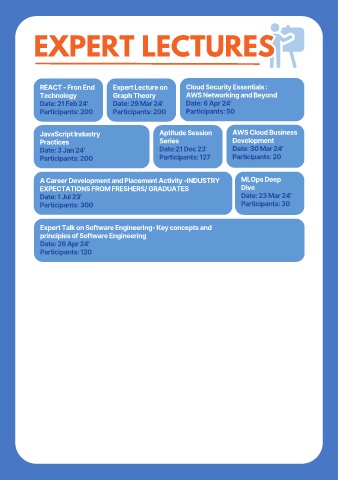 EXPERT LECTURES
REACT - Fron End
Technology
Date: 21 Feb 24'
Participants: 200
Expert Lecture on
Graph Theory
Date: 29 Mar 24'
Participants: 200
Cloud Security Essentials :
AWS Networking and Beyond
Date: 6 Apr 24'
Participants: 50
JavaScript Industry
Practices
Date: 3 Jan 24'
Participants: 200
Aptitude Session
Series
Date:21 Dec 23'
Participants: 127
AWS Cloud Business
Development
Date: 30 Mar 24'
Participants: 20
A Career Development and Placement Activity -INDUSTRY
EXPECTATIONS FROM FRESHERS/ GRADUATES
Date: 1 Jul 23'
Participants: 300
MLOps Deep
Dive
Date: 23 Mar 24'
Participants: 30
Expert Talk on Software Engineering- Key concepts and
principles of Software Engineering
Date: 26 Apr 24'
Participants: 120